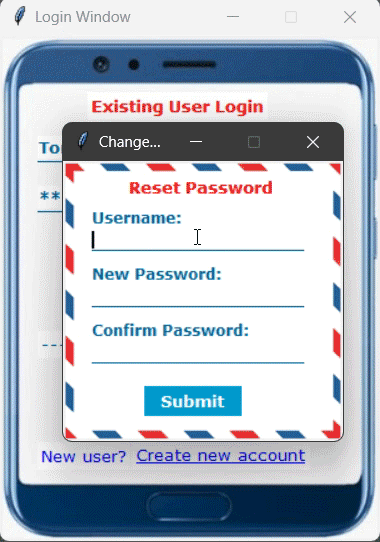 Login Window
Existing User Login
To
**
Change...
Reset Password
Username:
New Password:
Confirm Password:
Submit
---
New user? Create new account